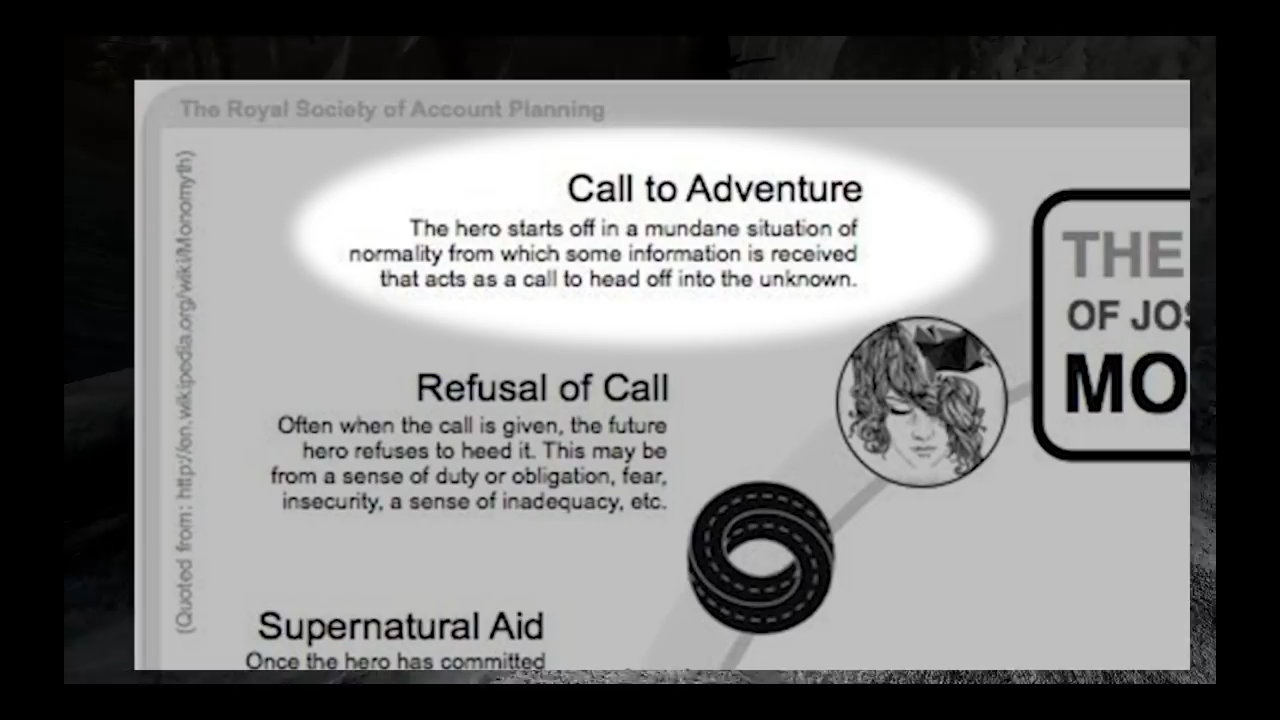 The Royal Society of Account Planning
(Quoted from: http://en.wikipedia.org/wiki/Monomyth)
Call to Adventure
The hero starts off in a mundane situation of
normality from which some information is received
that acts as a call to head off into the unknown.
THE
OF JOS
MO
Refusal of Call
Often when the call is given, the future
hero refuses to heed it. This may be
from a sense of duty or obligation, fear,
insecurity, a sense of inadequacy, etc.
Supernatural Aid
Once the hero has committed